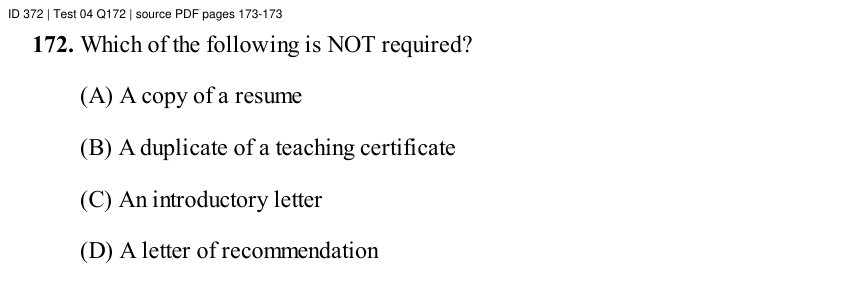 ID 372 | Test 04 Q172 | source PDF pages 173-173
172. Which of the following is NOT required?
(A) A copy of a resume
(B) A duplicate of a teaching certificate
(C) An introductory letter
(D) A letter of recommendation